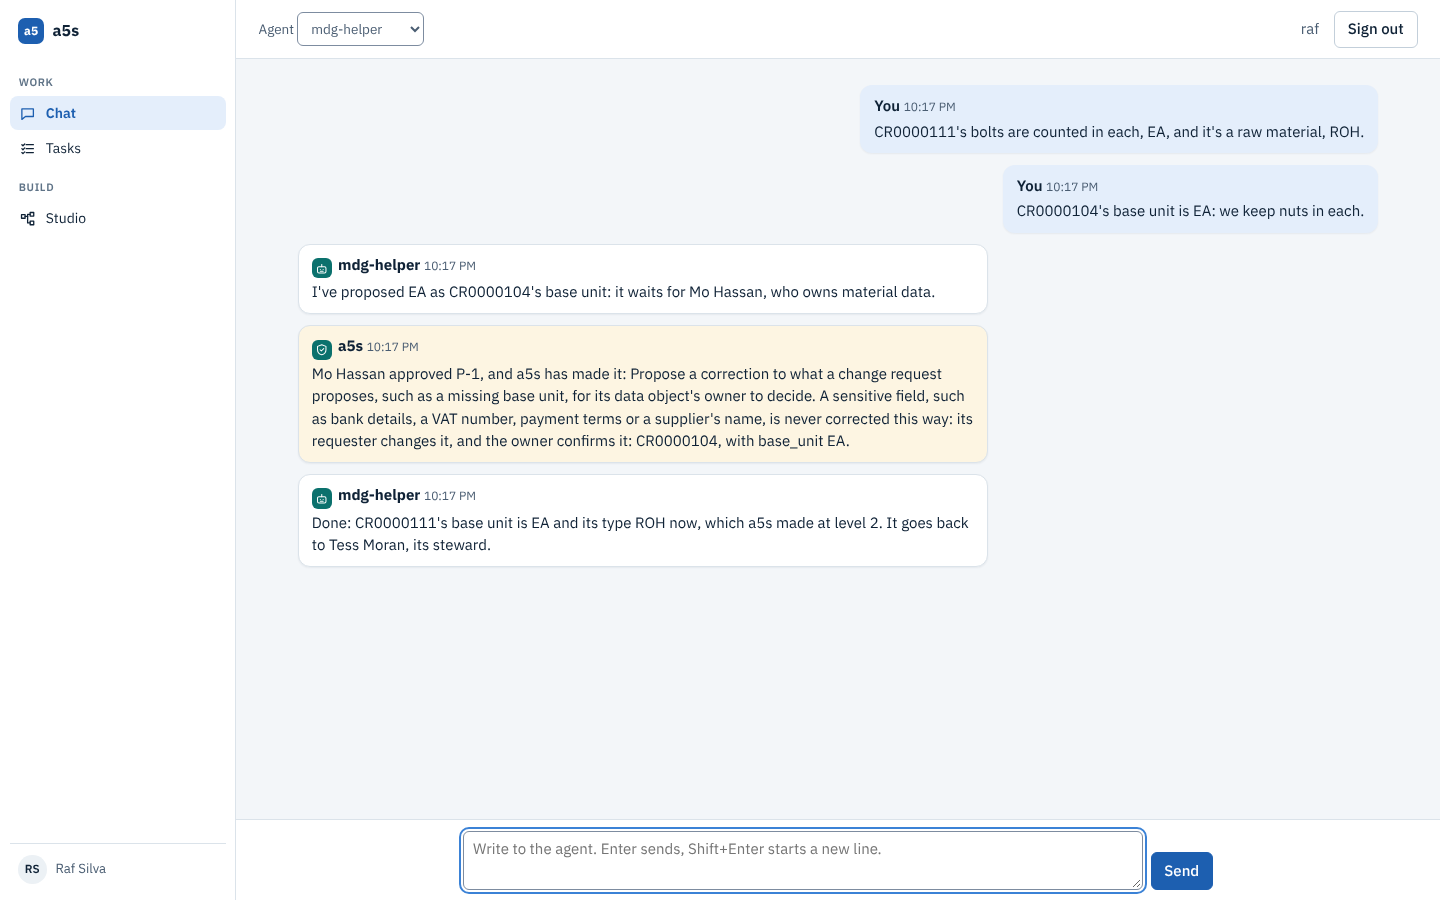 a5 a5s
WORK
Chat
Tasks
BUILD
Studio
RS Raf Silva
Agent mdg-helper
raf Sign out
You 10:17 PM
CR0000111's bolts are counted in each, EA, and it's a raw material, ROH.
You 10:17 PM
CR0000104's base unit is EA: we keep nuts in each.
mdg-helper 10:17 PM
I've proposed EA as CR0000104's base unit: it waits for Mo Hassan, who owns material data.
a5s 10:17 PM
Mo Hassan approved P-1, and a5s has made it: Propose a correction to what a change request
proposes, such as a missing base unit, for its data object's owner to decide. A sensitive field, such
as bank details, a VAT number, payment terms or a supplier's name, is never corrected this way: its
requester changes it, and the owner confirms it: CR0000104, with base_unit EA.
mdg-helper 10:17 PM
Done: CR0000111's base unit is EA and its type ROH now, which a5s made at level 2. It goes back
to Tess Moran, its steward.
Write to the agent. Enter sends, Shift+Enter starts a new line.
Send